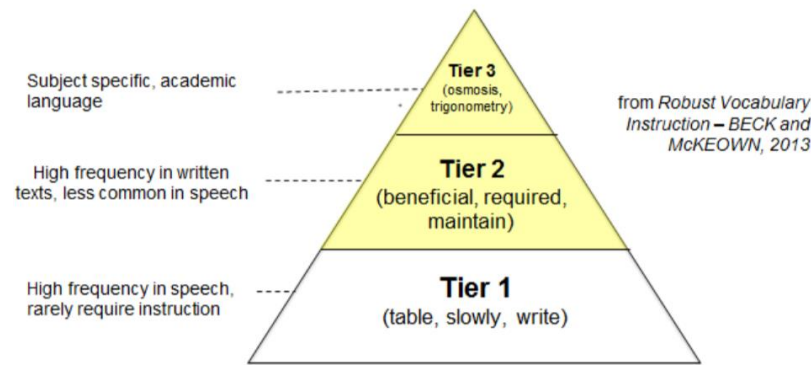 Tier 3
(osmosis,
trigonometry)
Subject specific, academic
language
from Robust Vocabulary
Instruction – BECK and
McKEOWN, 2013
High frequency in written
texts, less common in speech
Tier 2
(beneficial, required,
maintain)
High frequency in speech,
rarely require instruction
Tier 1
(table, slowly, write)